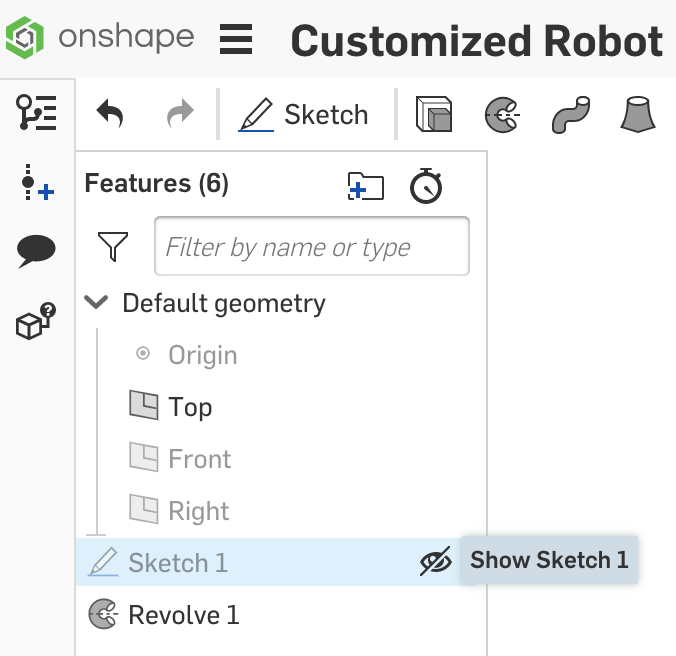 onshape Customized Robot
Sketch
Features (6)
Filter by name or type
Default geometry
Origin
Top
Front
Right
Sketch 1 Show Sketch 1
Revolve 1